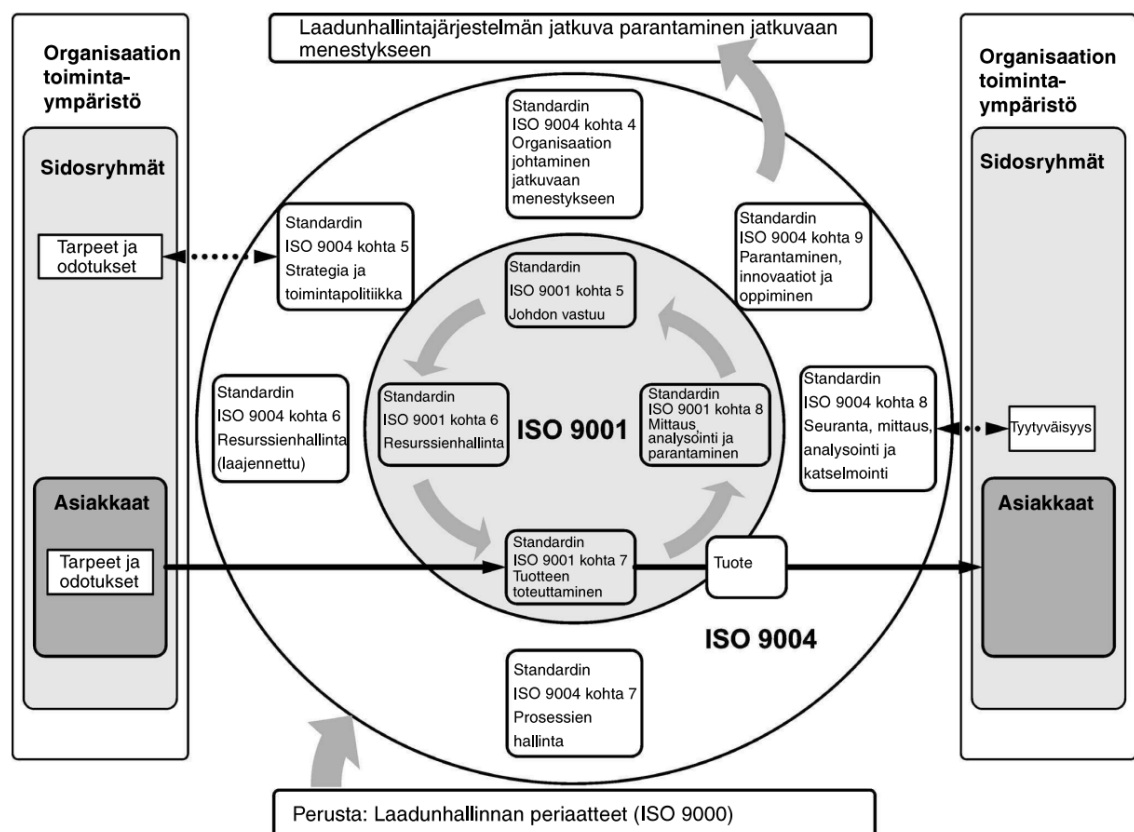 Laadunhallintajärjestelmän jatkuva parantaminen jatkuvaan
menestykseen
Organisaation
toiminta-
ympäristö
Sidosryhmät
Tarpeet ja
odotukset
Asiakkaat
Tarpeet ja
odotukset
Standardin
ISO 9004 kohta 4
Organisaation
johtaminen
jatkuvaan
menestykseen
Standardin
ISO 9004 kohta 5
Strategia ja
toimintapolitiikka
Standardin
ISO 9004 kohta 9
Parantaminen,
innovaatiot ja
oppiminen
Standardin
ISO 9001 kohta 5
Johdon vastuu
Standardin
ISO 9004 kohta 6
Resurssienhallinta
(laajennettu)
Standardin
ISO 9001 kohta 6
Resurssienhallinta
ISO 9001
Standardin
ISO 9001 kohta 8
Mittaus,
analysointi ja
parantaminen
Standardin
ISO 9004 kohta 8
Seuranta, mittaus,
analysointi ja
katselmointi
Standardin
ISO 9001 kohta 7
Tuotteen
toteuttaminen
Tuote
ISO 9004
Standardin
ISO 9004 kohta 7
Prosessien
hallinta
Organisaation
toiminta-
ympäristö
Sidosryhmät
Tyytyväisyys
Asiakkaat
Perusta: Laadunhallinnan periaatteet (ISO 9000)